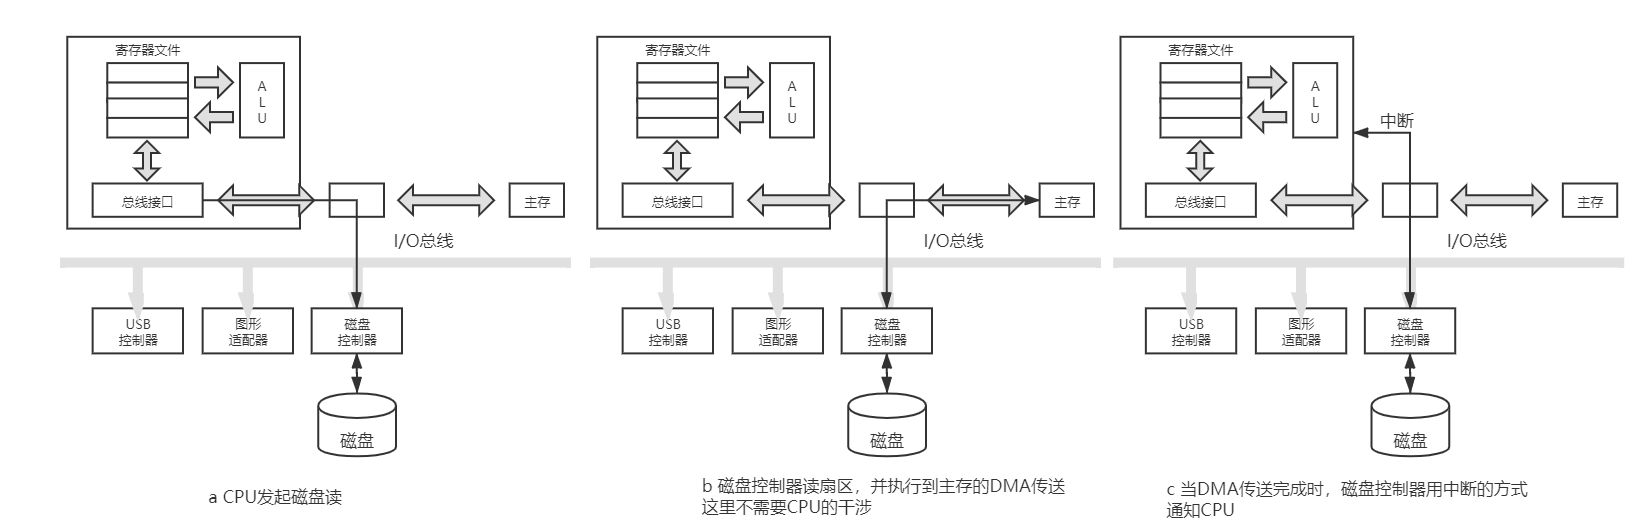 寄存器文件
A
L
U
总线接口
主存
I/O总线
USB
控制器
图形
适配器
磁盘
控制器
磁盘
a CPU发起磁盘读
寄存器文件
A
L
U
总线接口
主存
I/O总线
USB
控制器
图形
适配器
磁盘
控制器
磁盘
b 磁盘控制器读扇区，并执行到主存的DMA传送
这里不需要CPU的干涉
寄存器文件
A
L
U
中断
总线接口
主存
I/O总线
USB
控制器
图形
适配器
磁盘
控制器
磁盘
c 当DMA传送完成时，磁盘控制器用中断的方式
通知CPU